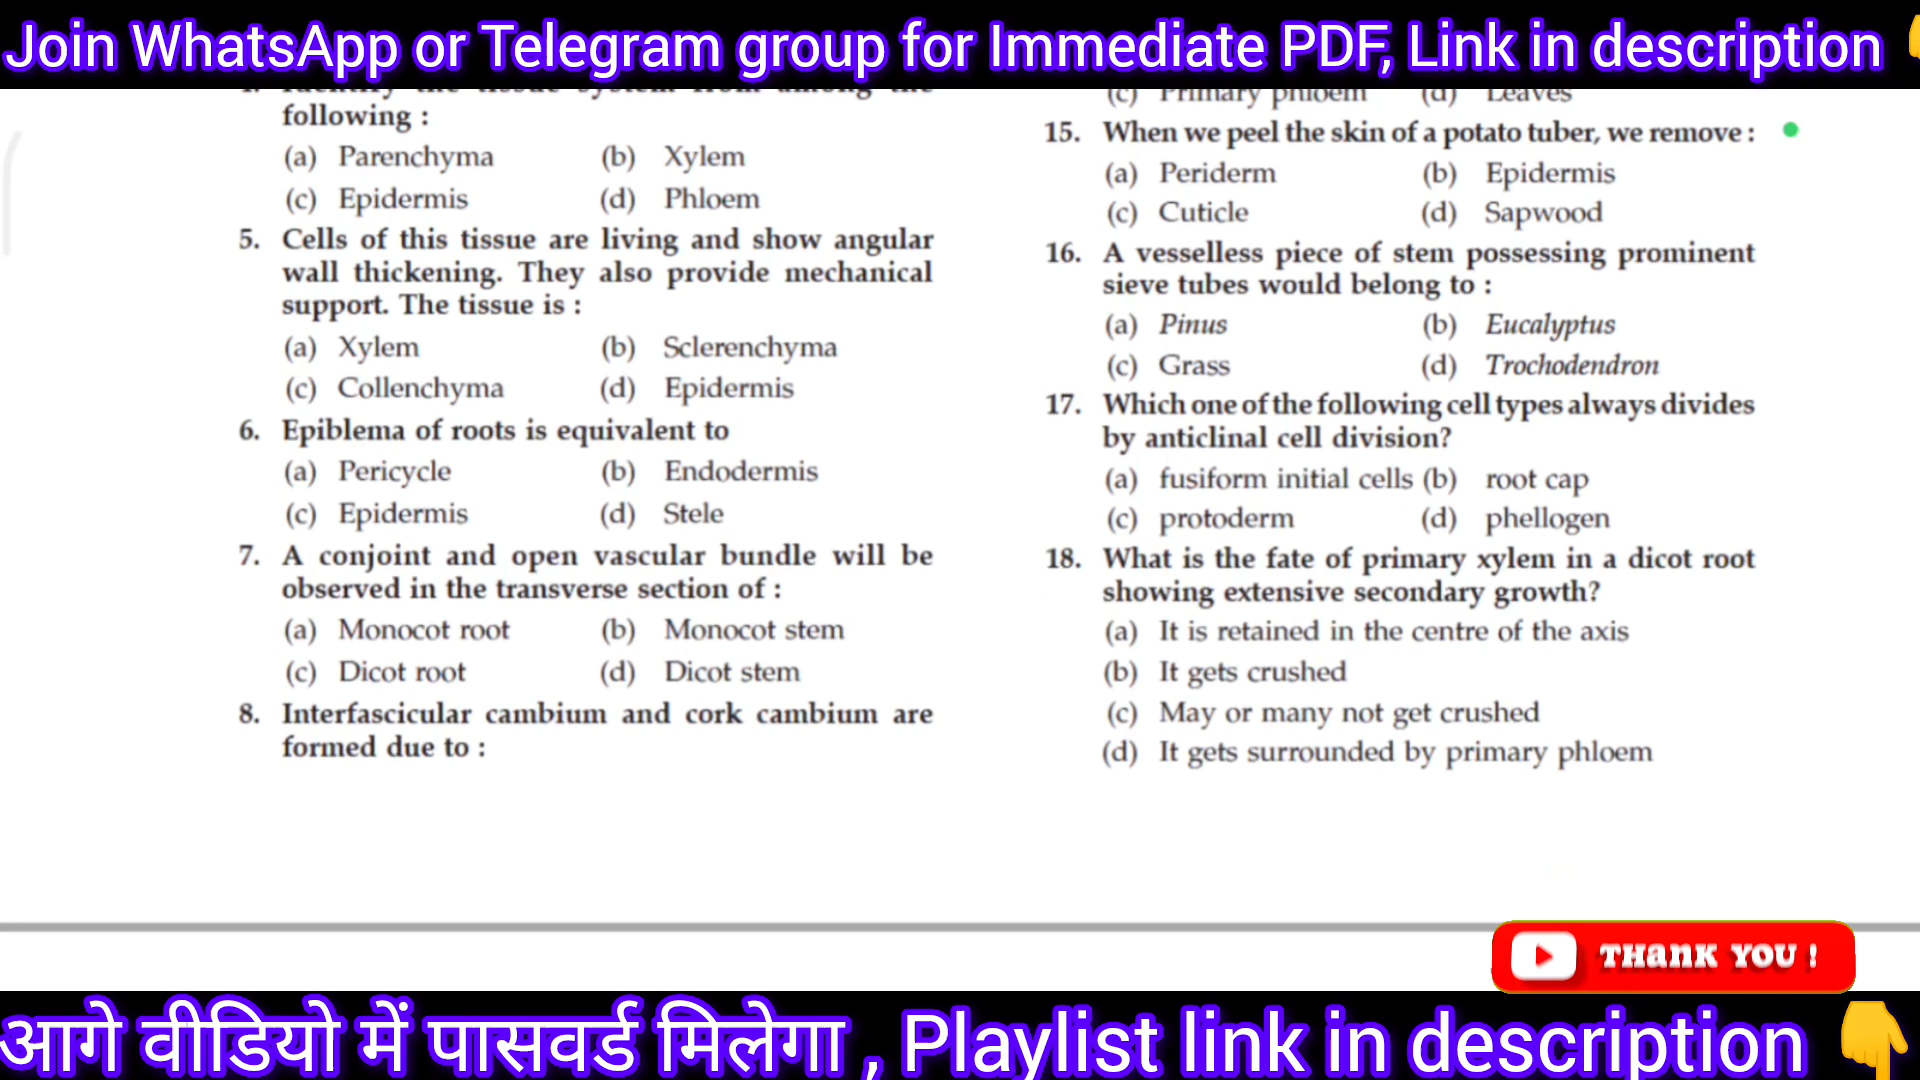 Join WhatsApp or Telegram group for Immediate PDF, Link in description
following :
(a) Parenchyma (b) Xylem
(c) Epidermis (d) Phloem
5. Cells of this tissue are living and show angular
wall thickening. They also provide mechanical
support. The tissue is :
(a) Xylem (b) Sclerenchyma
(c) Collenchyma (d) Epidermis
6. Epiblema of roots is equivalent to
(a) Pericycle (b) Endodermis
(c) Epidermis (d) Stele
7. A conjoint and open vascular bundle will be
observed in the transverse section of :
(a) Monocot root (b) Monocot stem
(c) Dicot root (d) Dicot stem
8. Interfascicular cambium and cork cambium are
formed due to :
(c) Primary phloem (d) Leaves
15. When we peel the skin of a potato tuber, we remove :
(a) Periderm (b) Epidermis
(c) Cuticle (d) Sapwood
16. A vesselless piece of stem possessing prominent
sieve tubes would belong to :
(a) Pinus (b) Eucalyptus
(c) Grass (d) Trochodendron
17. Which one of the following cell types always divides
by anticlinal cell division?
(a) fusiform initial cells (b) root cap
(c) protoderm (d) phellogen
18. What is the fate of primary xylem in a dicot root
showing extensive secondary growth?
(a) It is retained in the centre of the axis
(b) It gets crushed
(c) May or many not get crushed
(d) It gets surrounded by primary phloem
THANK YOU !
आगे वीडियो में पासवर्ड मिलेगा , Playlist link in description